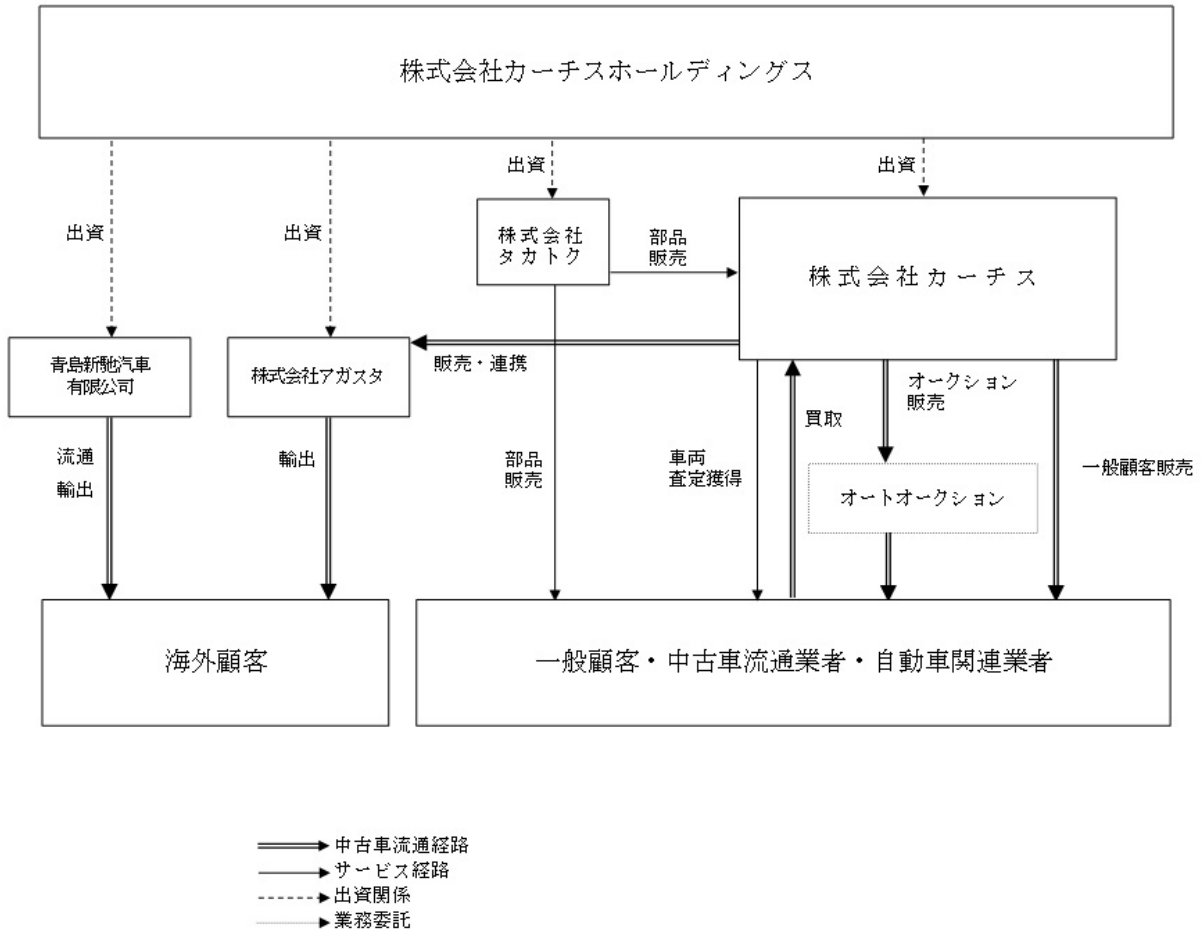 株式会社カーチスホールディングス
出資
出資
出資
出資
株式会社
タカトク
部品
販売
株式会社カーチス
青島新馳汽車
有限公司
株式会社アガスタ
販売・連携
オークション
販売
買取
流通
輸出
輸出
部品
販売
車両
査定獲得
一般顧客販売
オートオークション
海外顧客
一般顧客・中古車流通業者・自動車関連業者
中古車流通経路
サービス経路
出資関係
業務委託